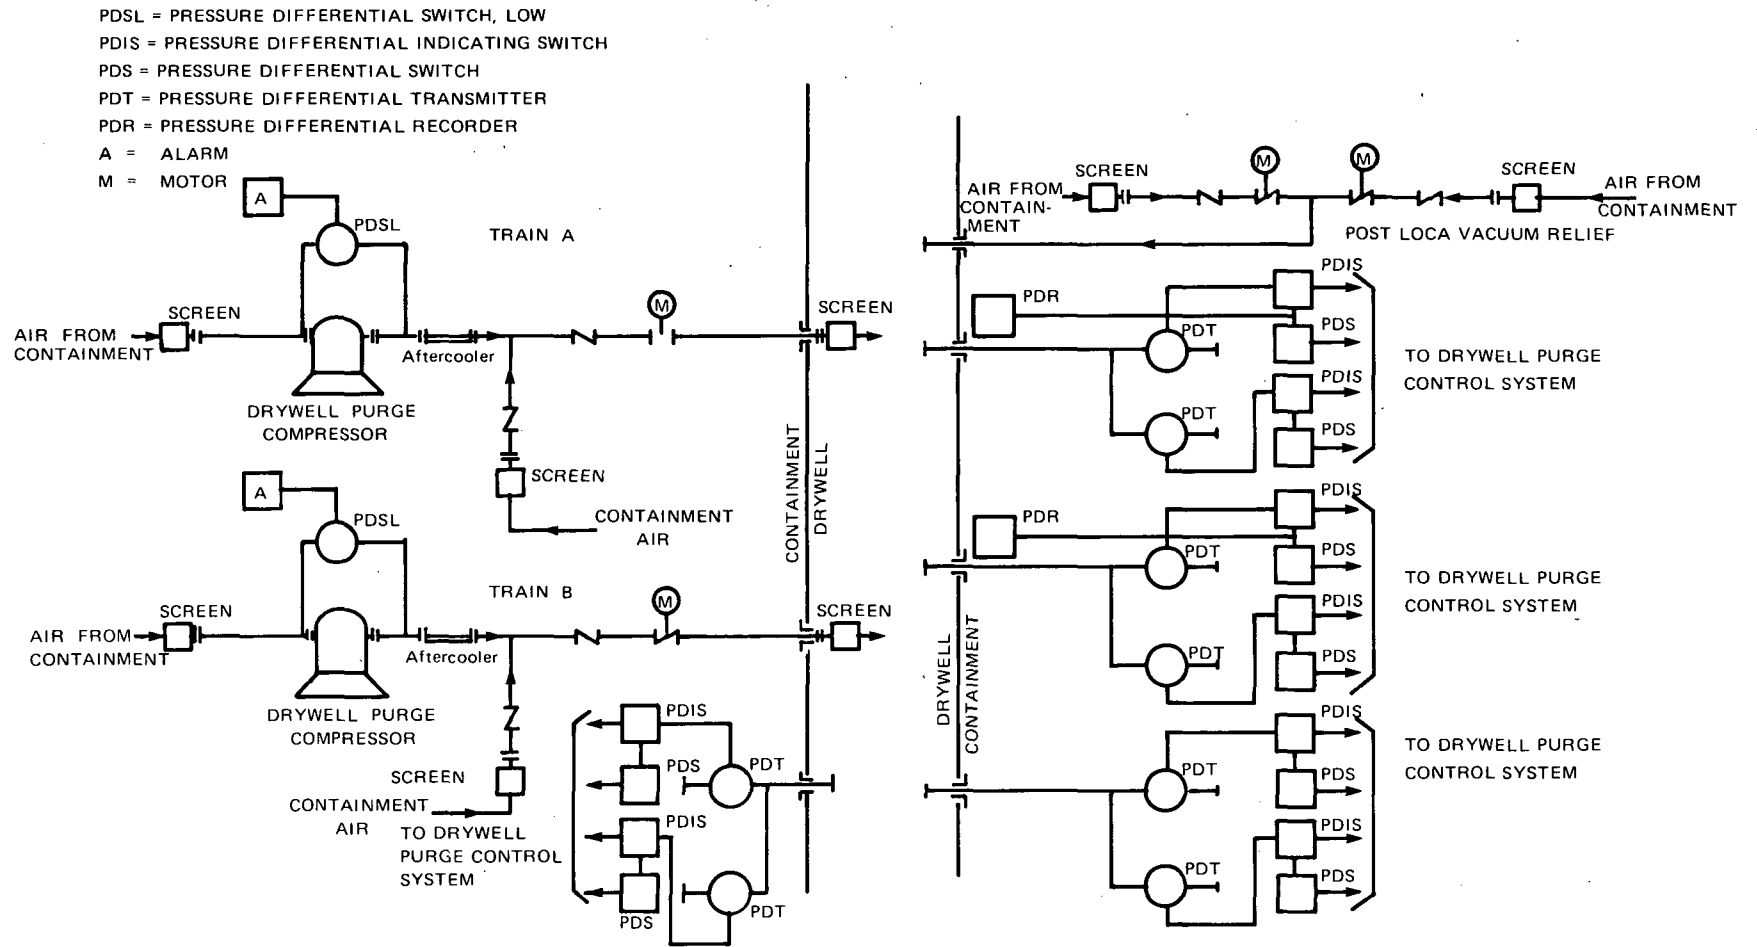 PDSL = PRESSURE DIFFERENTIAL SWITCH, LOW
PDIS = PRESSURE DIFFERENTIAL INDICATING SWITCH
PDS = PRESSURE DIFFERENTIAL SWITCH
PDT = PRESSURE DIFFERENTIAL TRANSMITTER
PDR = PRESSURE DIFFERENTIAL RECORDER
A = ALARM
M = MOTOR
A
PDSL
TRAIN A
SCREEN
AIR FROM
CONTAINMENT
Aftercooler
M
SCREEN
DRYWELL PURGE
COMPRESSOR
SCREEN
CONTAINMENT
AIR
CONTAINMENT
DRYWELL
A
PDSL
TRAIN B
SCREEN
AIR FROM
CONTAINMENT
Aftercooler
M
SCREEN
DRYWELL PURGE
COMPRESSOR
SCREEN
CONTAINMENT
AIR
TO DRYWELL
PURGE CONTROL
SYSTEM
PDIS
PDS
PDT
PDIS
PDS
PDT
AIR FROM
CONTAIN-
MENT
SCREEN
M
M
SCREEN
AIR FROM
CONTAINMENT
POST LOCA VACUUM RELIEF
PDR
PDT
PDIS
PDS
PDT
PDIS
PDS
TO DRYWELL PURGE
CONTROL SYSTEM
PDR
PDT
PDIS
PDS
PDT
PDIS
PDS
TO DRYWELL PURGE
CONTROL SYSTEM
DRYWELL
CONTAINMENT
PDT
PDIS
PDS
PDT
PDIS
PDS
TO DRYWELL PURGE
CONTROL SYSTEM